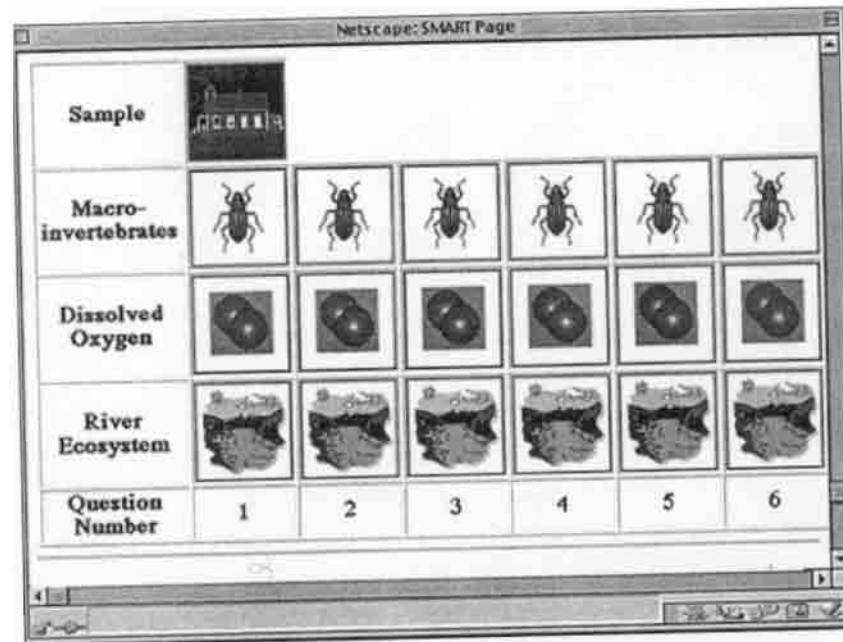 Netscape: SMART Page
Sample
Macro-
invertebrates
Dissolved
Oxygen
River
Ecosystem
Question
Number
1 2 3 4 5 6